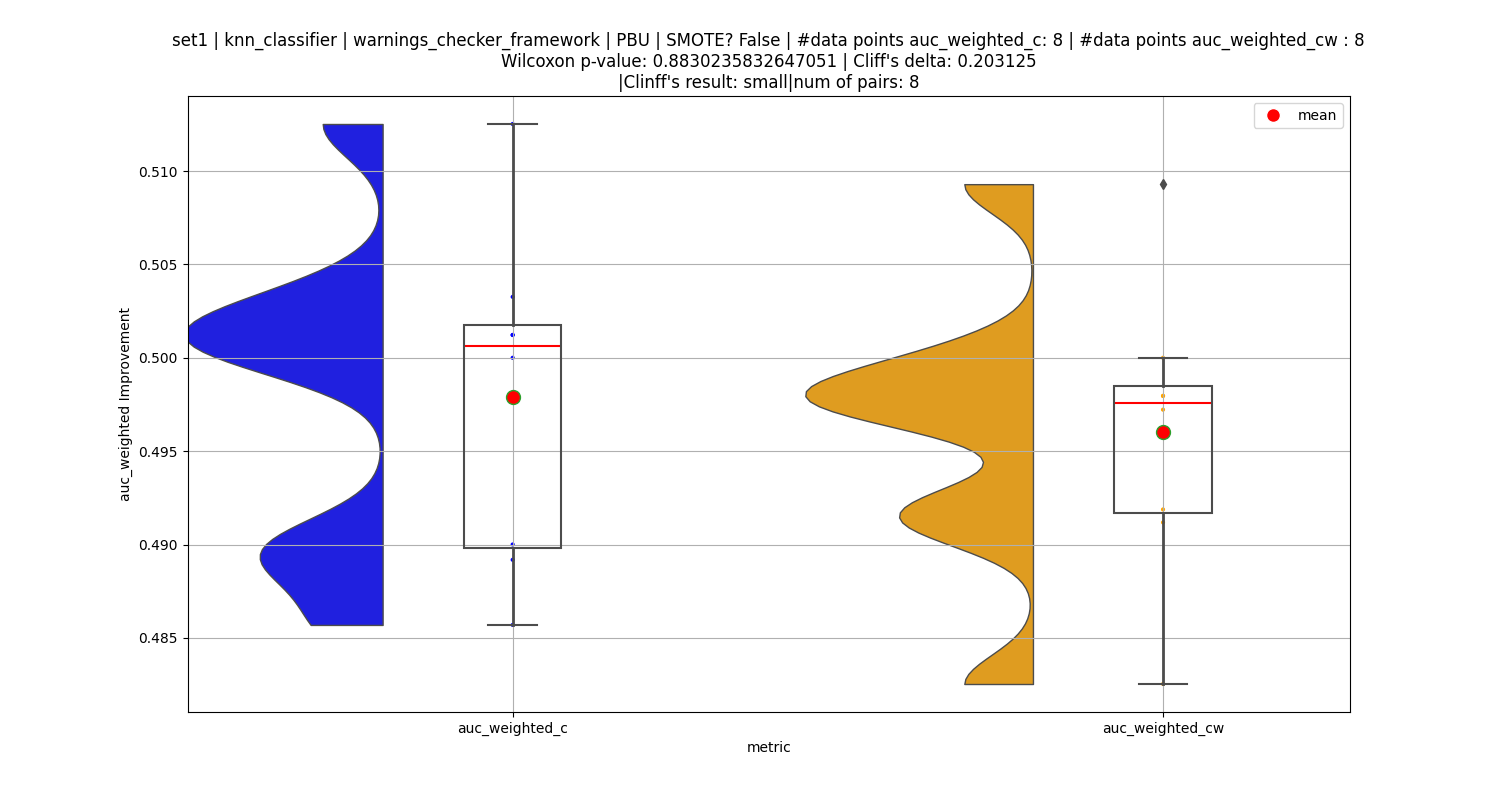 set1 | knn_classifier | warnings_checker_framework | PBU | SMOTE? False | #data points auc_weighted_c: 8 | #data points auc_weighted_cw : 8
Wilcoxon p-value: 0.8830235832647051 | Cliff's delta: 0.203125
|Clinff's result: small|num of pairs: 8
mean
0.510
0.505
0.500
0.495
0.490
0.485
auc_weighted Improvement
auc_weighted_c
auc_weighted_cw
metric